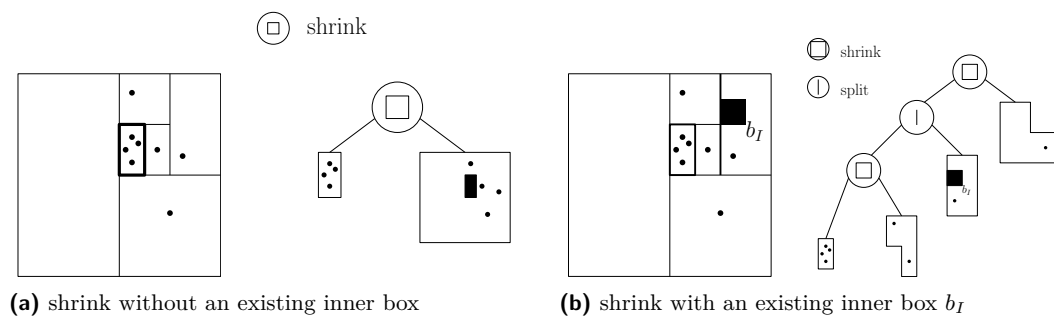 shrink
shrink
split
b_I
b_I
(a) shrink without an existing inner box
(b) shrink with an existing inner box b_I